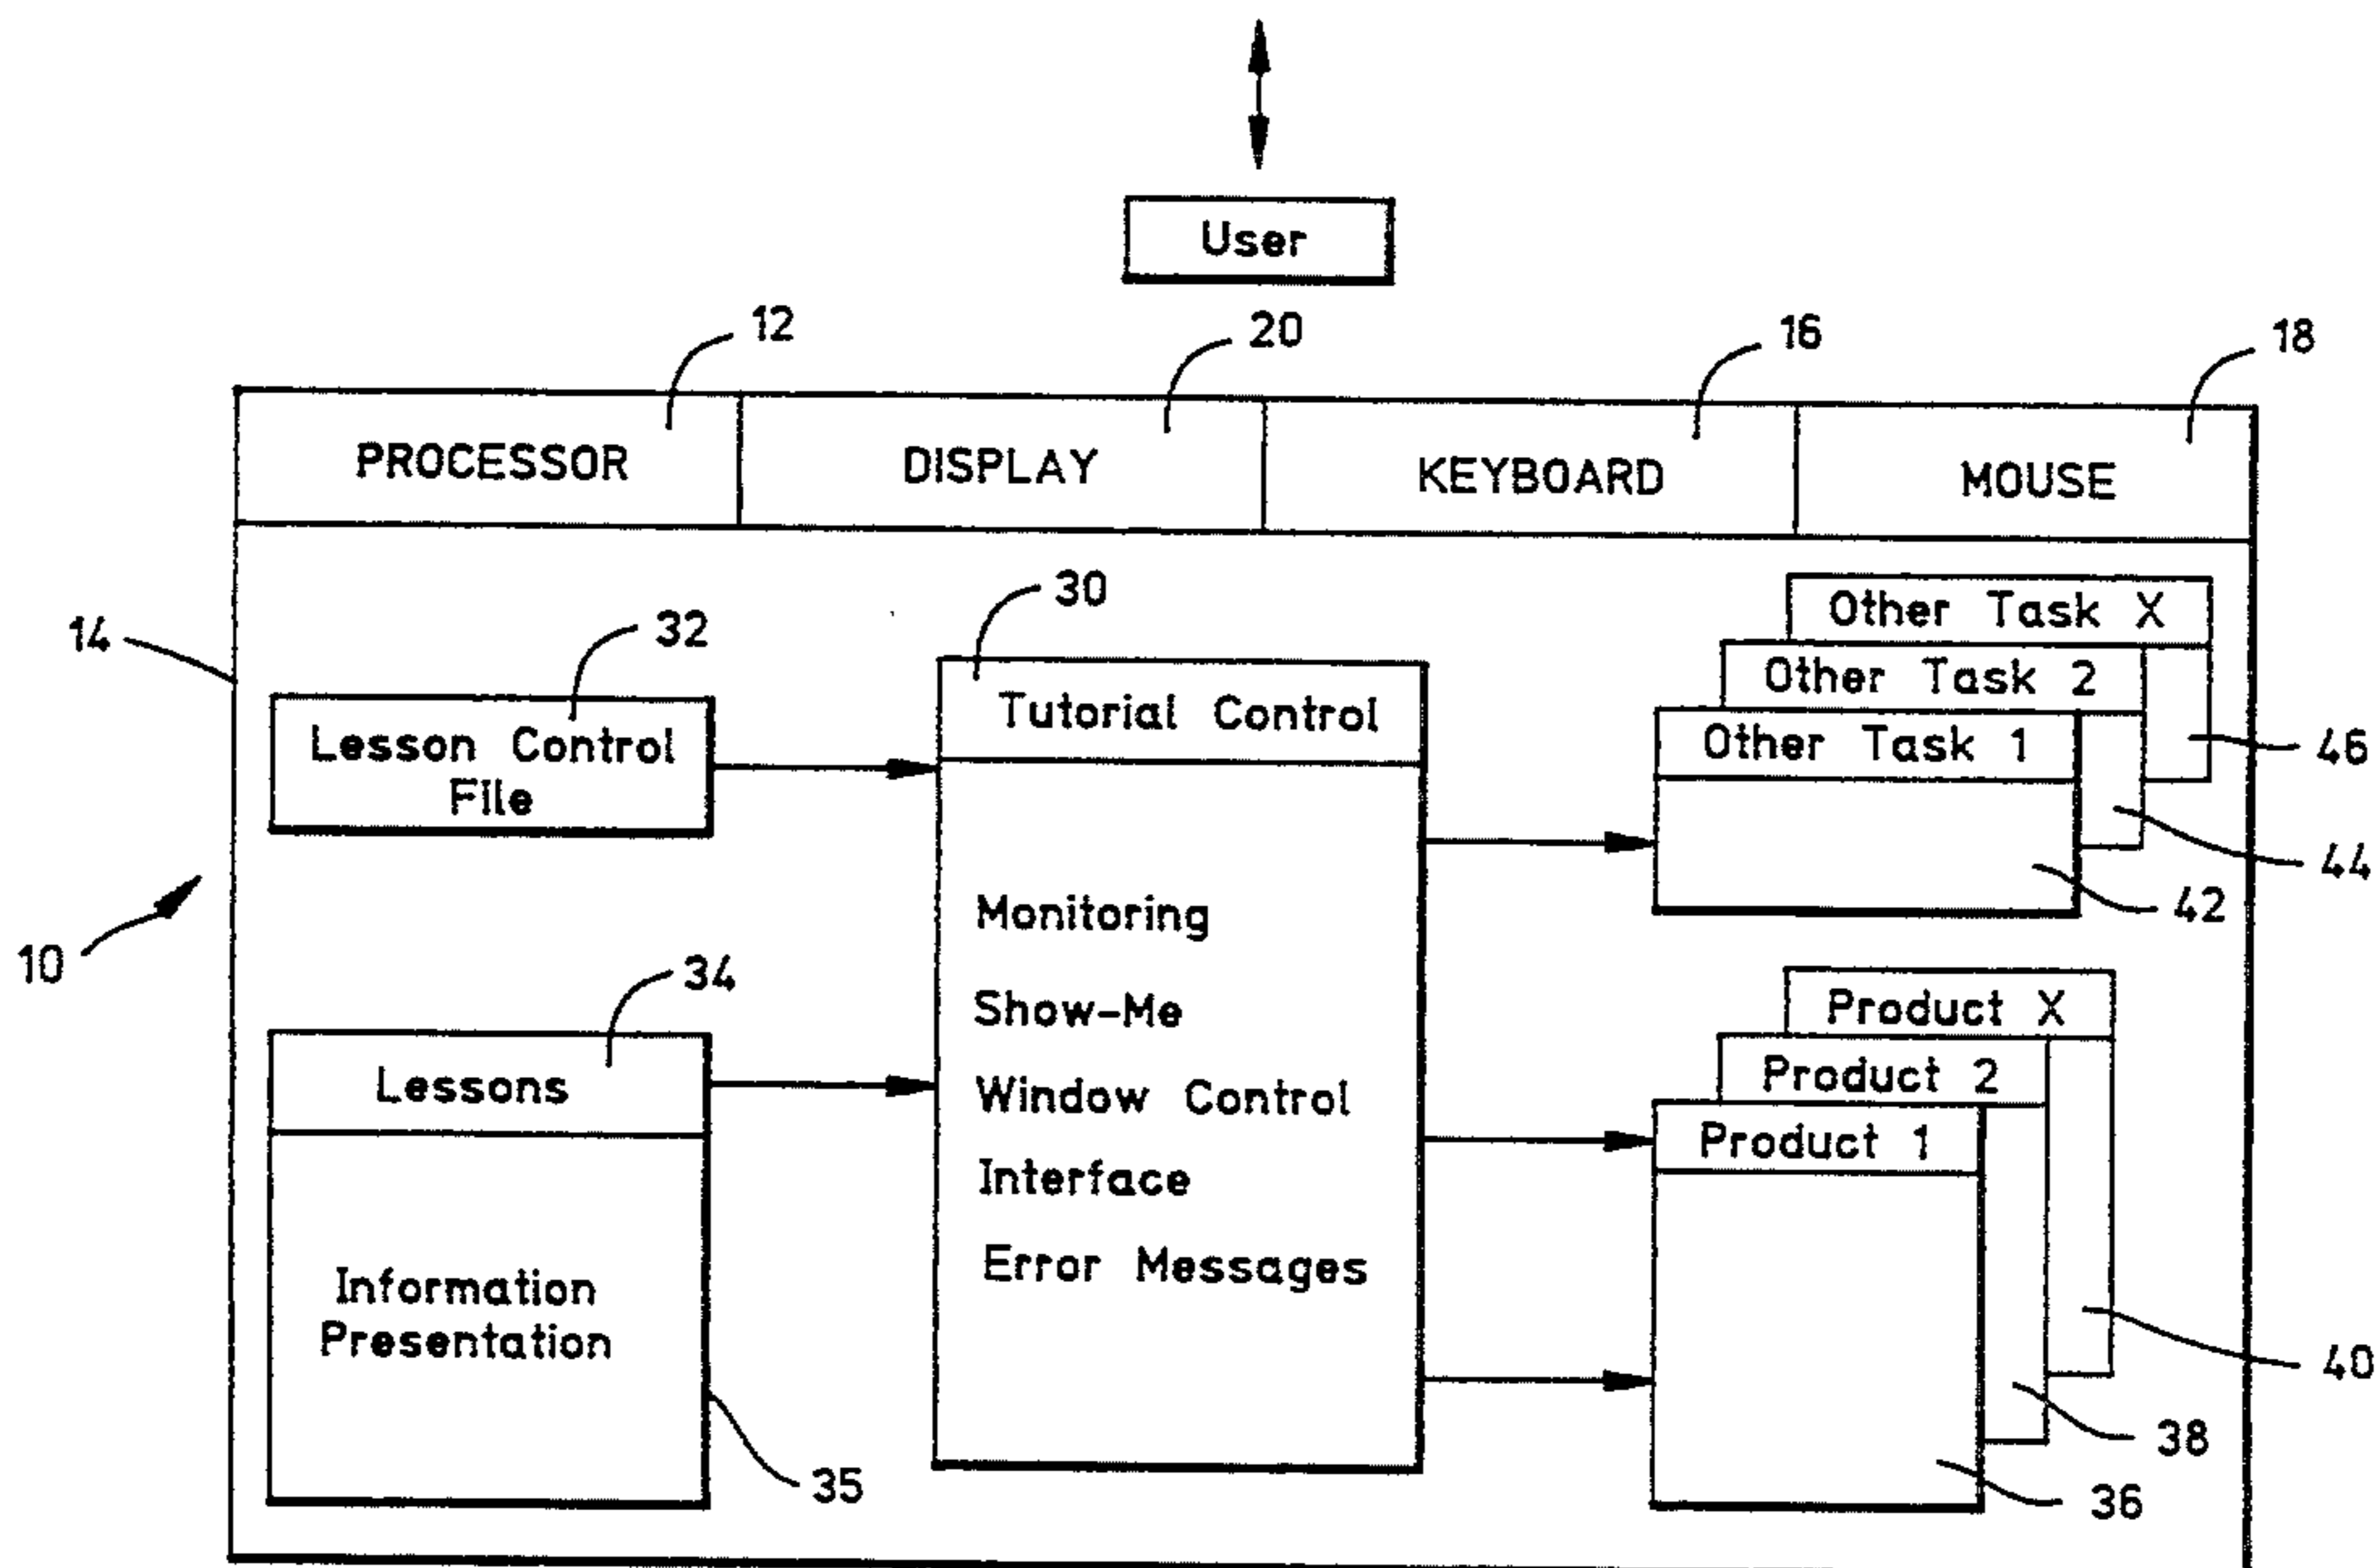 User
12
20
16
18
PROCESSOR
DISPLAY
KEYBOARD
MOUSE
14
32
Lesson Control
File
30
Tutorial Control
Monitoring
Show-Me
Window Control
Interface
Error Messages
Other Task X
Other Task 2
Other Task 1
46
44
42
10
34
Lessons
Information
Presentation
35
Product X
Product 2
Product 1
40
38
36